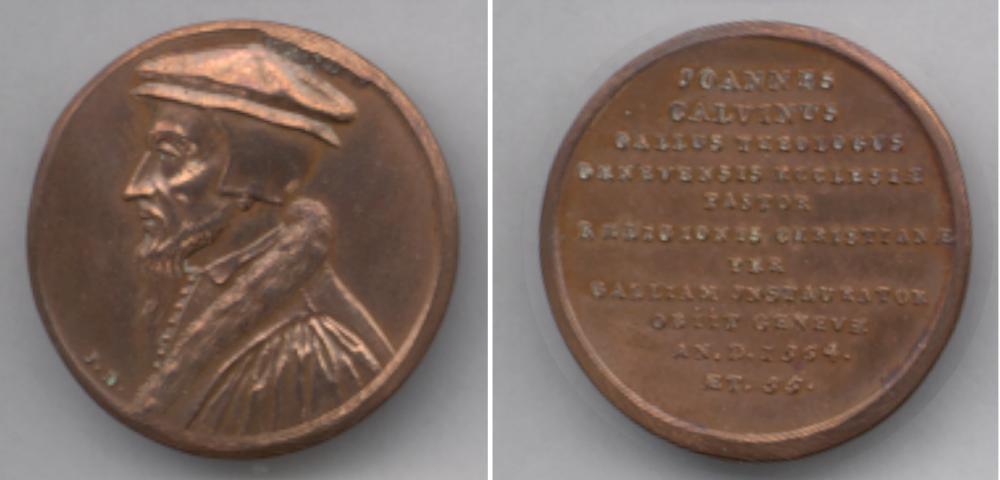 J. D
JOANNES
CALVINUS
GALLUS THEOLOGUS
GENEVENSIS ECCLESIÆ
PASTOR
RELIGIONIS CHRISTIANÆ
PER
GALLIAM INSTAURATOR
OBIIT GENEVÆ
AN. D. 1564.
ÆT. 55.